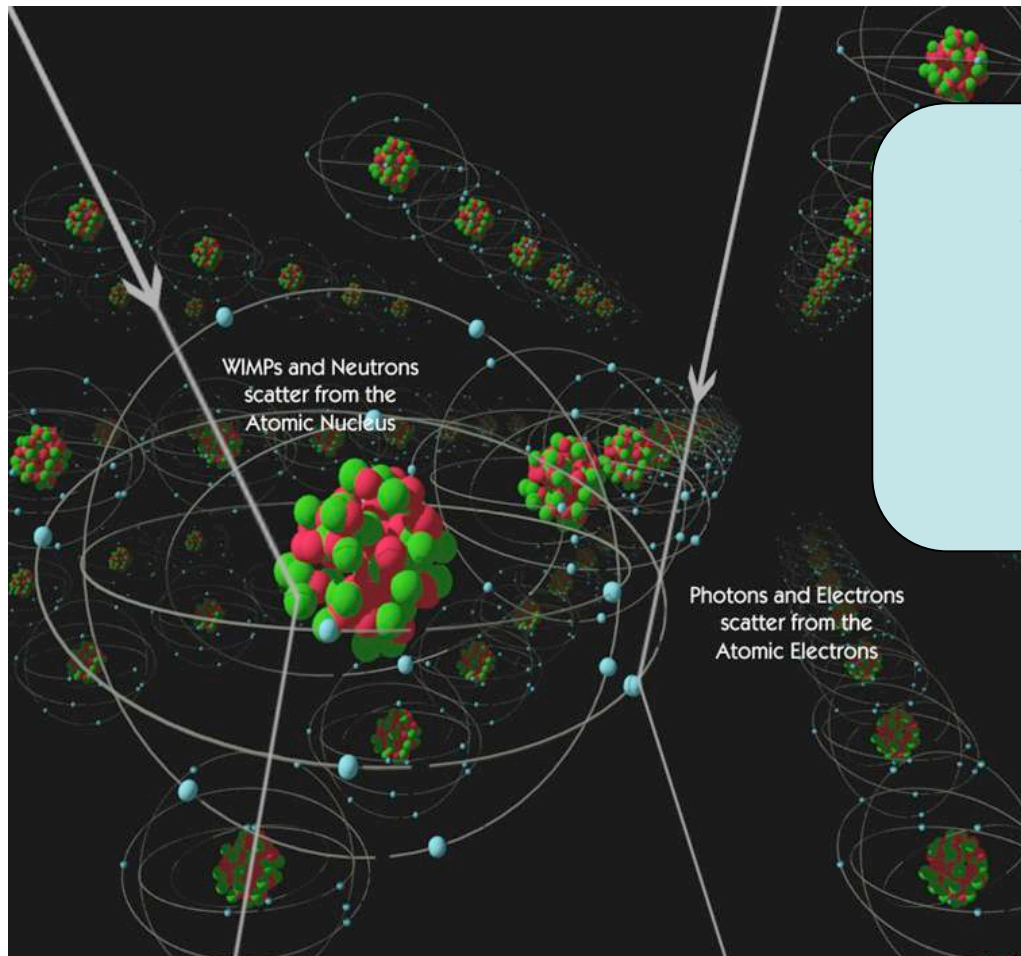 WIMPs and Neutrons
scatter from the
Atomic Nucleus
Photons and Electrons
scatter from the
Atomic Electrons